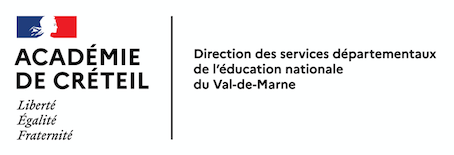 ACADÉMIE
DE CRÉTEIL
Liberté
Égalité
Fraternité
Direction des services départementaux
de l'éducation nationale
du Val-de-Marne